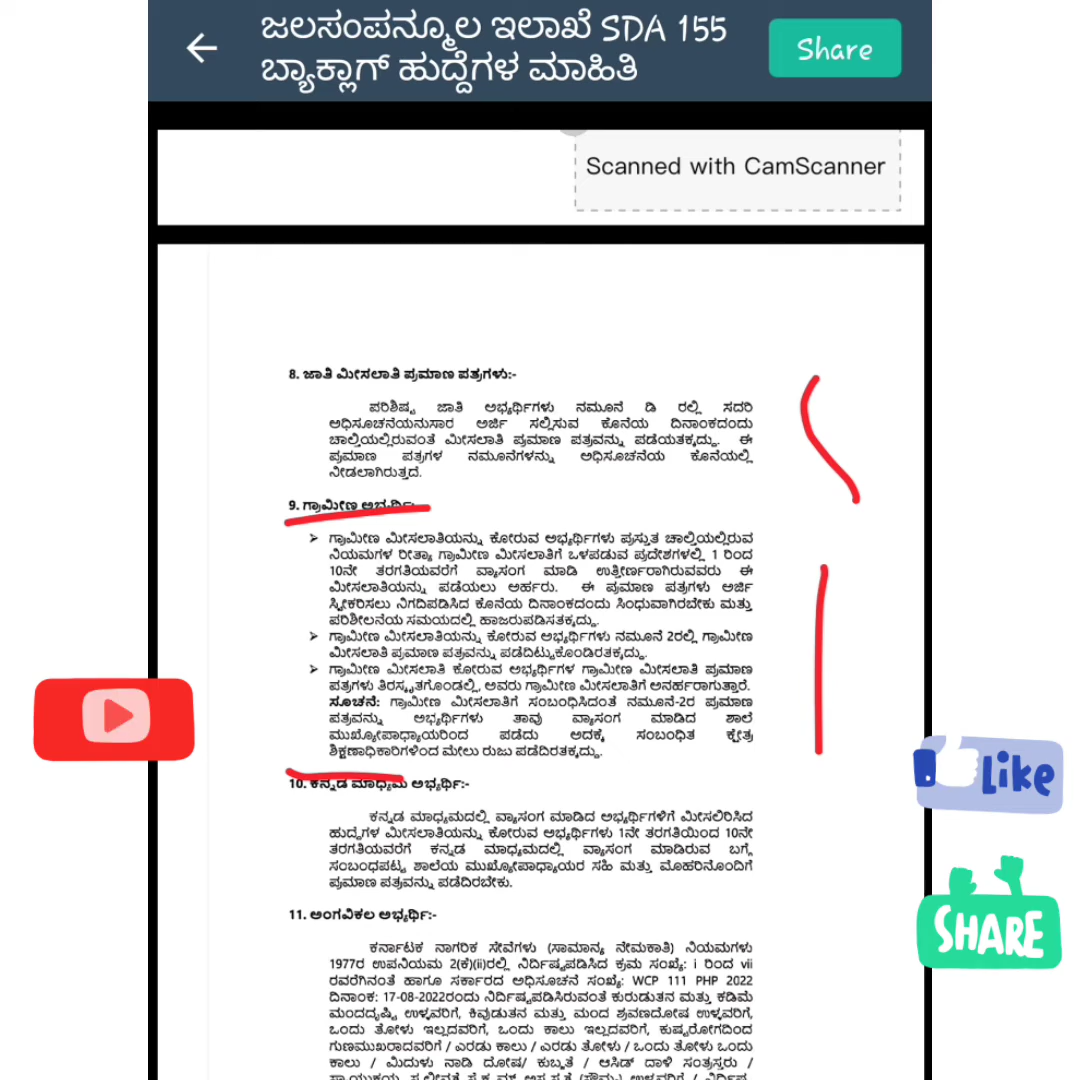 ಜಲಸಂಪನ್ಮೂಲ ಇಲಾಖೆ SDA 155
ಬ್ಯಾಕ್ಲಾಗ್ ಹುದ್ದೆಗಳ ಮಾಹಿತಿ
Share
Scanned with CamScanner
8. ಜಾತಿ ಮೀಸಲಾತಿ ಪ್ರಮಾಣ ಪತ್ರಗಳು:-
ಪರಿಶಿಷ್ಟ ಜಾತಿ ಅಭ್ಯರ್ಥಿಗಳು ನಮೂನೆ ಡಿ ರಲ್ಲಿ ಸದರಿ
ಅಧಿಸೂಚನೆಯನುಸಾರ ಅರ್ಜಿ ಸಲ್ಲಿಸುವ ಕೊನೆಯ ದಿನಾಂಕದಂದು
ಚಾಲ್ತಿಯಲ್ಲಿರುವಂತೆ ಮೀಸಲಾತಿ ಪ್ರಮಾಣ ಪತ್ರವನ್ನು ಪಡೆಯತಕ್ಕದ್ದು. ಈ
ಪ್ರಮಾಣ ಪತ್ರಗಳ ನಮೂನೆಗಳನ್ನು ಅಧಿಸೂಚನೆಯ ಕೊನೆಯಲ್ಲಿ
ನೀಡಲಾಗಿರುತ್ತದೆ.
9. ಗ್ರಾಮೀಣ ಅಭ್ಯರ್ಥಿ:-
➢ ಗ್ರಾಮೀಣ ಮೀಸಲಾತಿಯನ್ನು ಕೋರುವ ಅಭ್ಯರ್ಥಿಗಳು ಪ್ರಸ್ತುತ ಚಾಲ್ತಿಯಲ್ಲಿರುವ
ನಿಯಮಗಳ ರೀತ್ಯಾ ಗ್ರಾಮೀಣ ಮೀಸಲಾತಿಗೆ ಒಳಪಡುವ ಪ್ರದೇಶಗಳಲ್ಲಿ 1 ರಿಂದ
10ನೇ ತರಗತಿಯವರೆಗೆ ವ್ಯಾಸಂಗ ಮಾಡಿ ಉತ್ತೀರ್ಣರಾಗಿರುವವರು ಈ
ಮೀಸಲಾತಿಯನ್ನು ಪಡೆಯಲು ಅರ್ಹರು. ಈ ಪ್ರಮಾಣ ಪತ್ರಗಳು ಅರ್ಜಿ
ಸ್ವೀಕರಿಸಲು ನಿಗದಿಪಡಿಸಿದ ಕೊನೆಯ ದಿನಾಂಕದಂದು ಸಿಂಧುವಾಗಿರಬೇಕು ಮತ್ತು
ಪರಿಶೀಲನೆಯ ಸಮಯದಲ್ಲಿ ಹಾಜರುಪಡಿಸತಕ್ಕದ್ದು.
➢ ಗ್ರಾಮೀಣ ಮೀಸಲಾತಿಯನ್ನು ಕೋರುವ ಅಭ್ಯರ್ಥಿಗಳು ನಮೂನೆ 2ರಲ್ಲಿ ಗ್ರಾಮೀಣ
ಮೀಸಲಾತಿ ಪ್ರಮಾಣ ಪತ್ರವನ್ನು ಪಡೆದಿಟ್ಟುಕೊಂಡಿರತಕ್ಕದ್ದು.
➢ ಗ್ರಾಮೀಣ ಮೀಸಲಾತಿ ಕೋರುವ ಅಭ್ಯರ್ಥಿಗಳ ಗ್ರಾಮೀಣ ಮೀಸಲಾತಿ ಪ್ರಮಾಣ
ಪತ್ರಗಳು ತಿರಸ್ಕೃತಗೊಂಡಲ್ಲಿ, ಅವರು ಗ್ರಾಮೀಣ ಮೀಸಲಾತಿಗೆ ಅನರ್ಹರಾಗುತ್ತಾರೆ.
ಸೂಚನೆ: ಗ್ರಾಮೀಣ ಮೀಸಲಾತಿಗೆ ಸಂಬಂಧಿಸಿದಂತೆ ನಮೂನೆ-2ರ ಪ್ರಮಾಣ
ಪತ್ರವನ್ನು ಅಭ್ಯರ್ಥಿಗಳು ತಾವು ವ್ಯಾಸಂಗ ಮಾಡಿದ ಶಾಲೆ
ಮುಖ್ಯೋಪಾಧ್ಯಾಯರಿಂದ ಪಡೆದು ಅದಕ್ಕೆ ಸಂಬಂಧಿತ ಕ್ಷೇತ್ರ
ಶಿಕ್ಷಣಾಧಿಕಾರಿಗಳಿಂದ ಮೇಲು ರುಜು ಪಡೆದಿರತಕ್ಕದ್ದು.
10. ಕನ್ನಡ ಮಾಧ್ಯಮ ಅಭ್ಯರ್ಥಿ:-
ಕನ್ನಡ ಮಾಧ್ಯಮದಲ್ಲಿ ವ್ಯಾಸಂಗ ಮಾಡಿದ ಅಭ್ಯರ್ಥಿಗಳಿಗೆ ಮೀಸಲಿರಿಸಿದ
ಹುದ್ದೆಗಳ ಮೀಸಲಾತಿಯನ್ನು ಕೋರುವ ಅಭ್ಯರ್ಥಿಗಳು 1ನೇ ತರಗತಿಯಿಂದ 10ನೇ
ತರಗತಿಯವರೆಗೆ ಕನ್ನಡ ಮಾಧ್ಯಮದಲ್ಲಿ ವ್ಯಾಸಂಗ ಮಾಡಿರುವ ಬಗ್ಗೆ
ಸಂಬಂಧಪಟ್ಟ ಶಾಲೆಯ ಮುಖ್ಯೋಪಾಧ್ಯಾಯರ ಸಹಿ ಮತ್ತು ಮೊಹರಿನೊಂದಿಗೆ
ಪ್ರಮಾಣ ಪತ್ರವನ್ನು ಪಡೆದಿರಬೇಕು.
11. ಅಂಗವಿಕಲ ಅಭ್ಯರ್ಥಿ:-
ಕರ್ನಾಟಕ ನಾಗರಿಕ ಸೇವೆಗಳು (ಸಾಮಾನ್ಯ ನೇಮಕಾತಿ) ನಿಯಮಗಳು
1977ರ ಉಪನಿಯಮ 2(ಕೆ)(ii)ರಲ್ಲಿ ನಿರ್ದಿಷ್ಟಪಡಿಸಿದ ಕ್ರಮ ಸಂಖ್ಯೆ: i ರಿಂದ vii
ರವರೆಗಿನಂತೆ ಹಾಗೂ ಸರ್ಕಾರದ ಅಧಿಸೂಚನೆ ಸಂಖ್ಯೆ: WCP 111 PHP 2022
ದಿನಾಂಕ: 17-08-2022ರಂದು ನಿರ್ದಿಷ್ಟಪಡಿಸಿರುವಂತೆ ಕುರುಡುತನ ಮತ್ತು ಕಡಿಮೆ
ಮಂದದೃಷ್ಟಿ ಉಳ್ಳವರಿಗೆ, ಕಿವುಡುತನ ಮತ್ತು ಮಂದ ಶ್ರವಣದೋಷ ಉಳ್ಳವರಿಗೆ,
ಒಂದು ತೋಳು ಇಲ್ಲದವರಿಗೆ, ಒಂದು ಕಾಲು ಇಲ್ಲದವರಿಗೆ, ಕುಷ್ಠರೋಗದಿಂದ
ಗುಣಮುಖರಾದವರಿಗೆ / ಎರಡು ಕಾಲು / ಎರಡು ತೋಳು / ಒಂದು ತೋಳು ಒಂದು
ಕಾಲು / ಮಿದುಳು ನಾಡಿ ದೋಷ/ ಕುಬ್ಜತೆ / ಆಸಿಡ್ ದಾಳಿ ಸಂತ್ರಸ್ತರು /
Like
SHARE